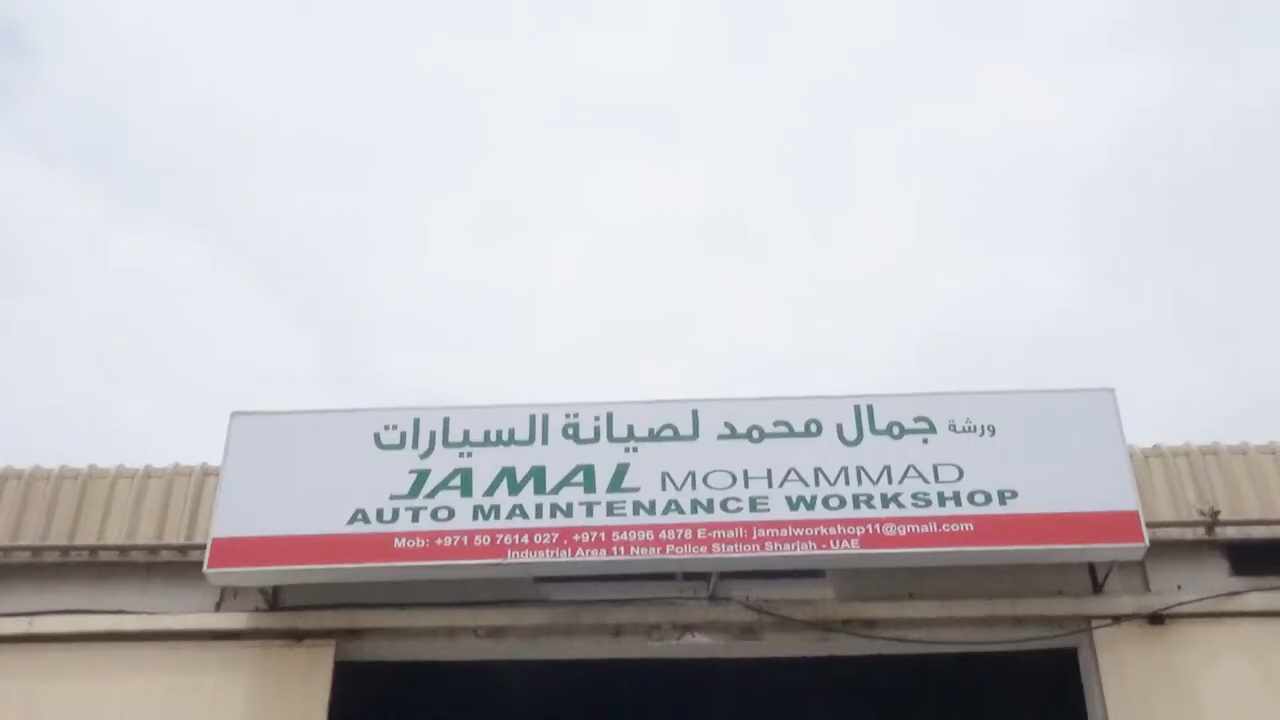 ورشة جمال محمد لصيانة السيارات
JAMAL MOHAMMAD
AUTO MAINTENANCE WORKSHOP
Mob: +971 50 7614 027 , +971 54996 4878 E-mail: jamalworkshop11@gmail.com
Industrial Area 11 Near Police Station Sharjah - UAE